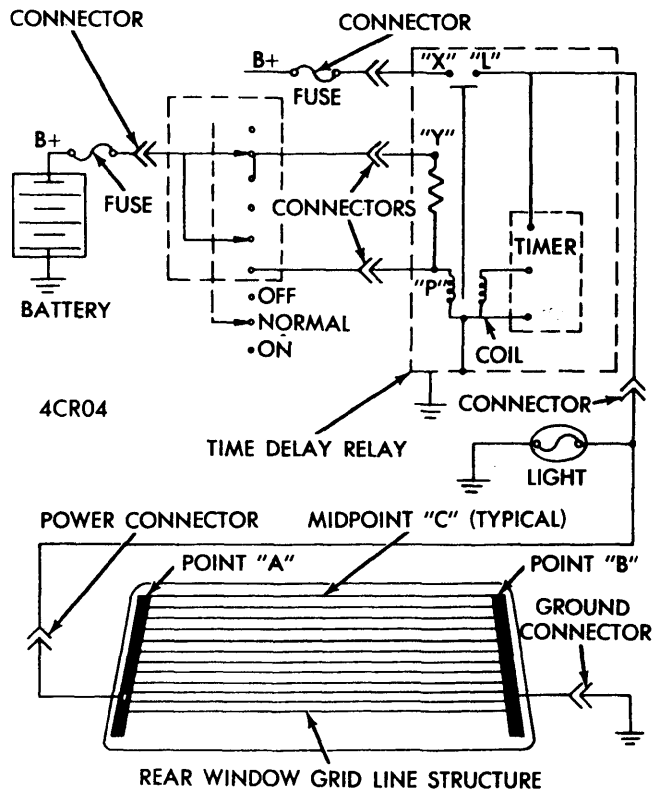 CONNECTOR
CONNECTOR
B+
FUSE
"X" "L"
B+
FUSE
"Y"
CONNECTORS
TIMER
BATTERY
OFF
NORMAL
ON
"P"
COIL
4CR04
TIME DELAY RELAY
CONNECTOR
LIGHT
POWER CONNECTOR
MIDPOINT "C" (TYPICAL)
POINT "A"
POINT "B"
GROUND
CONNECTOR
REAR WINDOW GRID LINE STRUCTURE